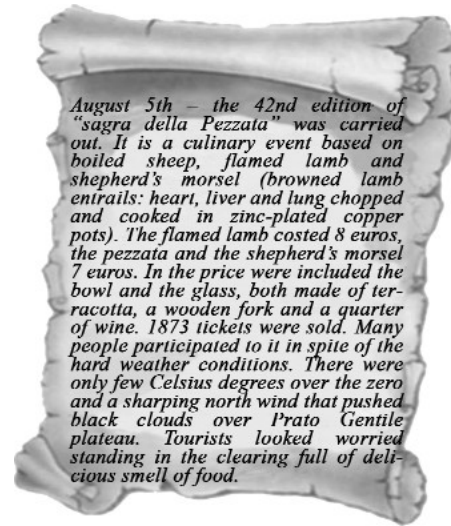 August 5th – the 42nd edition of
“sagra della Pezzata” was carried
out. It is a culinary event based on
boiled sheep, flamed lamb and
shepherd’s morsel (browned lamb
entrails: heart, liver and lung chopped
and cooked in zinc-plated copper
pots). The flamed lamb costed 8 euros,
the pezzata and the shepherd’s morsel
7 euros. In the price were included the
bowl and the glass, both made of ter-
racotta, a wooden fork and a quarter
of wine. 1873 tickets were sold. Many
people participated to it in spite of the
hard weather conditions. There were
only few Celsius degrees over the zero
and a sharping north wind that pushed
black clouds over Prato Gentile
plateau. Tourists looked worried
standing in the clearing full of deli-
cious smell of food.